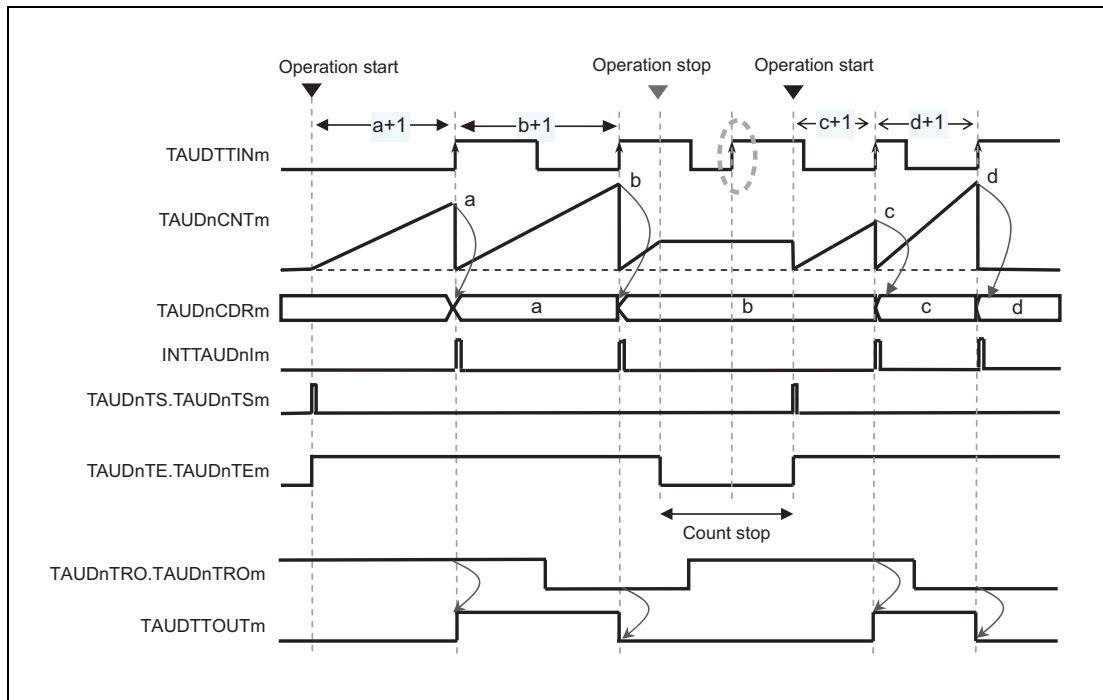 Operation start
Operation stop
Operation start
a+1
b+1
c+1
d+1
TAUDTTINm
TAUDnCNTm
a
b
c
d
TAUDnCDRm
a
b
c
d
INTTAUDnIm
TAUDnTS.TAUDnTSm
TAUDnTE.TAUDnTEm
Count stop
TAUDnTRO.TAUDnTROm
TAUDTTOUTm